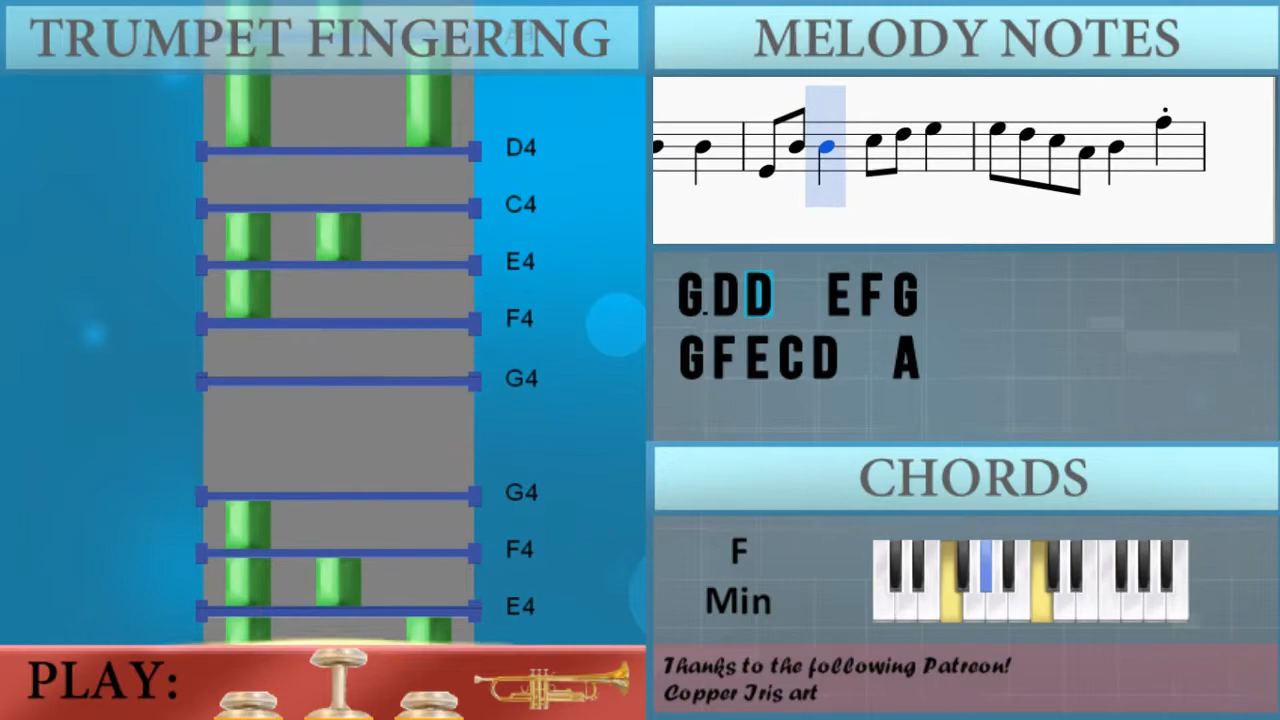 TRUMPET FINGERING
D4
C4
E4
F4
G4
G4
F4
E4
PLAY:
MELODY NOTES
G.DD EFG
GFECD A
CHORDS
F
Min
Thanks to the following Patreon!
Copper Iris art